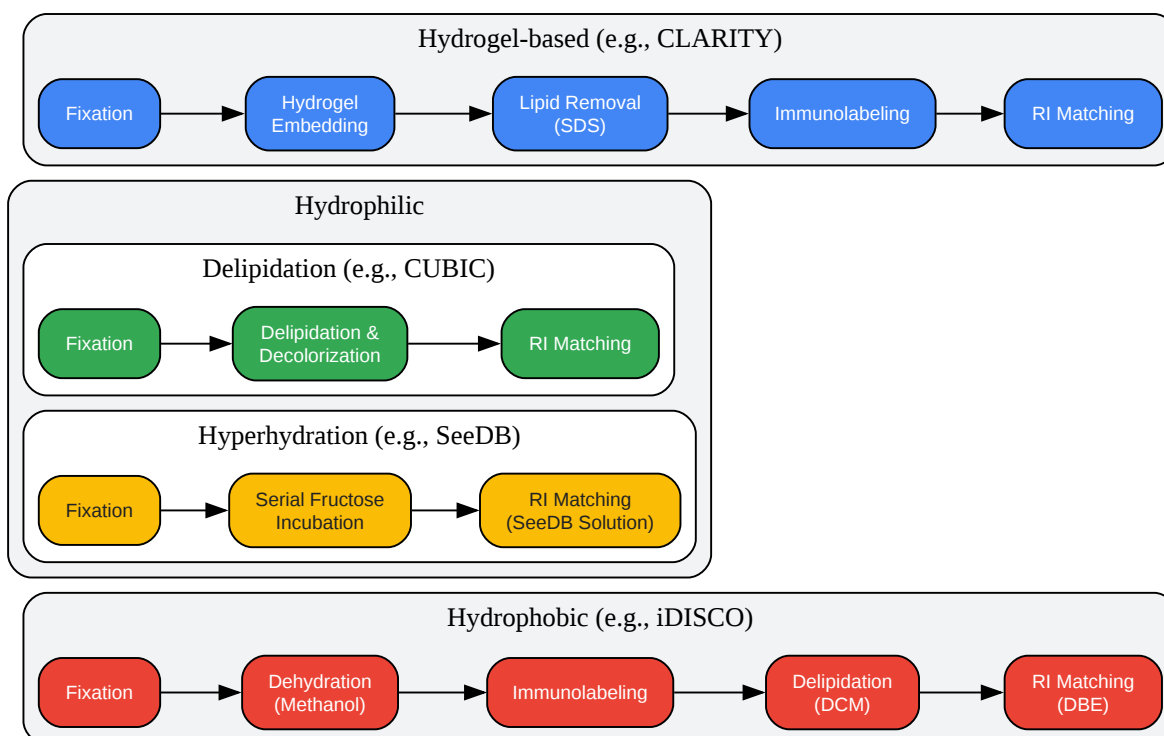 Hydrogel-based (e.g., CLARITY)
Fixation
Hydrogel
Embedding
Lipid Removal
(SDS)
Immunolabeling
RI Matching
Hydrophilic
Delipidation (e.g., CUBIC)
Fixation
Delipidation &
Decolorization
RI Matching
Hyperhydration (e.g., SeeDB)
Fixation
Serial Fructose
Incubation
RI Matching
(SeeDB Solution)
Hydrophobic (e.g., iDISCO)
Fixation
Dehydration
(Methanol)
Immunolabeling
Delipidation
(DCM)
RI Matching
(DBE)